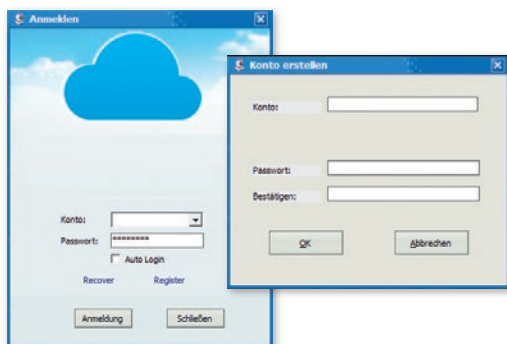 Anmelden
Konto:
Passwort: ********
Auto Login
Recover Register
Anmeldung Schließen
Konto erstellen
Konto:
Passwort:
Bestätigen:
OK Abbrechen